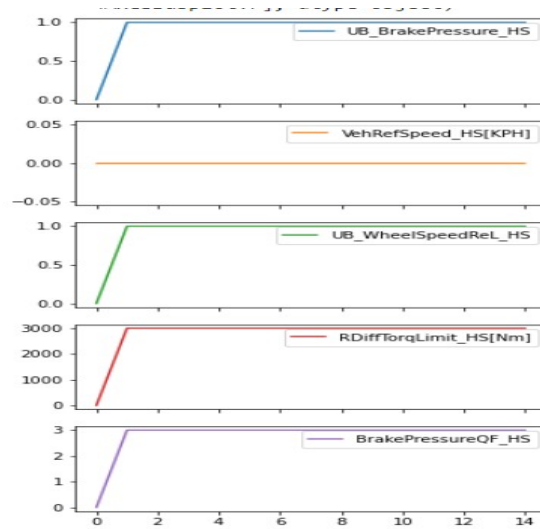 1.0
UB_BrakePressure_HS
0.5
0.0
0.05
VehRefSpeed_HS[KPH]
0.00
−0.05
1.0
UB_WheelSpeedReL_HS
0.5
0.0
3000
RDiffTorqLimit_HS[Nm]
2000
1000
0
3
BrakePressureQF_HS
2
1
0
0 2 4 6 8 10 12 14